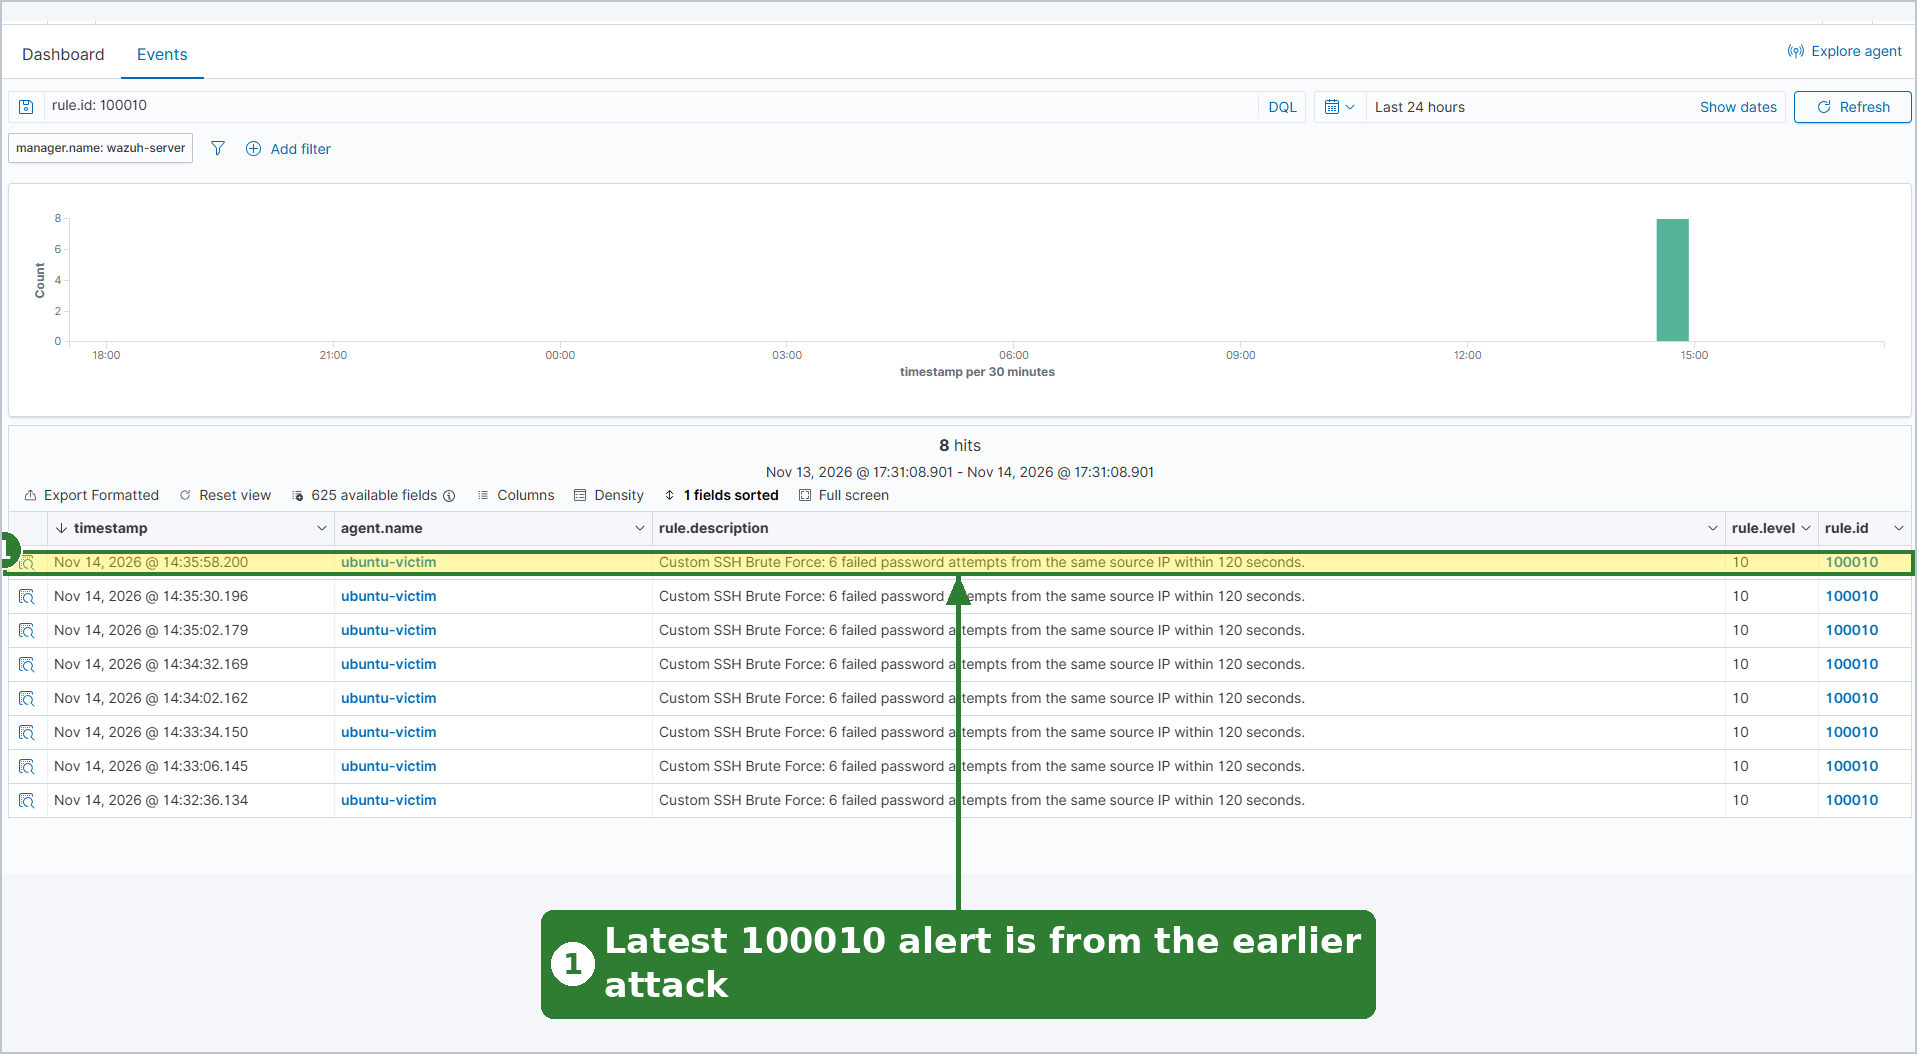 Dashboard Events Explore agent
rule.id: 100010 DQL Last 24 hours Show dates Refresh
manager.name: wazuh-server Add filter
8
6
4
2
0
Count
18:00 21:00 00:00 03:00 06:00 09:00 12:00 15:00
timestamp per 30 minutes
8 hits
Nov 13, 2026 @ 17:31:08.901 - Nov 14, 2026 @ 17:31:08.901
Export Formatted Reset view 625 available fields Columns Density 1 fields sorted Full screen
timestamp agent.name rule.description rule.level rule.id
1
Nov 14, 2026 @ 14:35:58.200 ubuntu-victim Custom SSH Brute Force: 6 failed password attempts from the same source IP within 120 seconds. 10 100010
Nov 14, 2026 @ 14:35:30.196 ubuntu-victim Custom SSH Brute Force: 6 failed password attempts from the same source IP within 120 seconds. 10 100010
Nov 14, 2026 @ 14:35:02.179 ubuntu-victim Custom SSH Brute Force: 6 failed password attempts from the same source IP within 120 seconds. 10 100010
Nov 14, 2026 @ 14:34:32.169 ubuntu-victim Custom SSH Brute Force: 6 failed password attempts from the same source IP within 120 seconds. 10 100010
Nov 14, 2026 @ 14:34:02.162 ubuntu-victim Custom SSH Brute Force: 6 failed password attempts from the same source IP within 120 seconds. 10 100010
Nov 14, 2026 @ 14:33:34.150 ubuntu-victim Custom SSH Brute Force: 6 failed password attempts from the same source IP within 120 seconds. 10 100010
Nov 14, 2026 @ 14:33:06.145 ubuntu-victim Custom SSH Brute Force: 6 failed password attempts from the same source IP within 120 seconds. 10 100010
Nov 14, 2026 @ 14:32:36.134 ubuntu-victim Custom SSH Brute Force: 6 failed password attempts from the same source IP within 120 seconds. 10 100010
1 Latest 100010 alert is from the earlier
attack